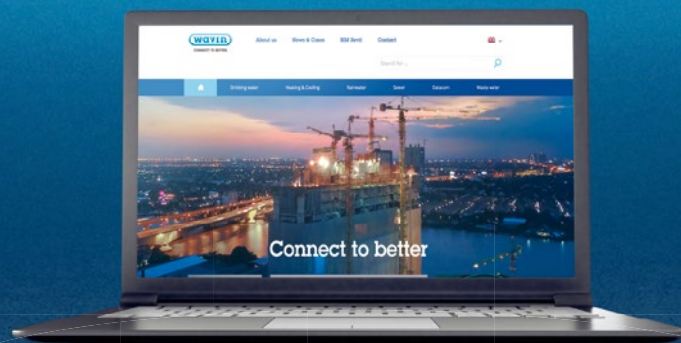 wavin
CONNECT TO BETTER
About us News & Cases BIM Revit Contact
Search for ...
Drinking water Heating & Cooling Rainwater Sewer Datacom Waste water
Connect to better